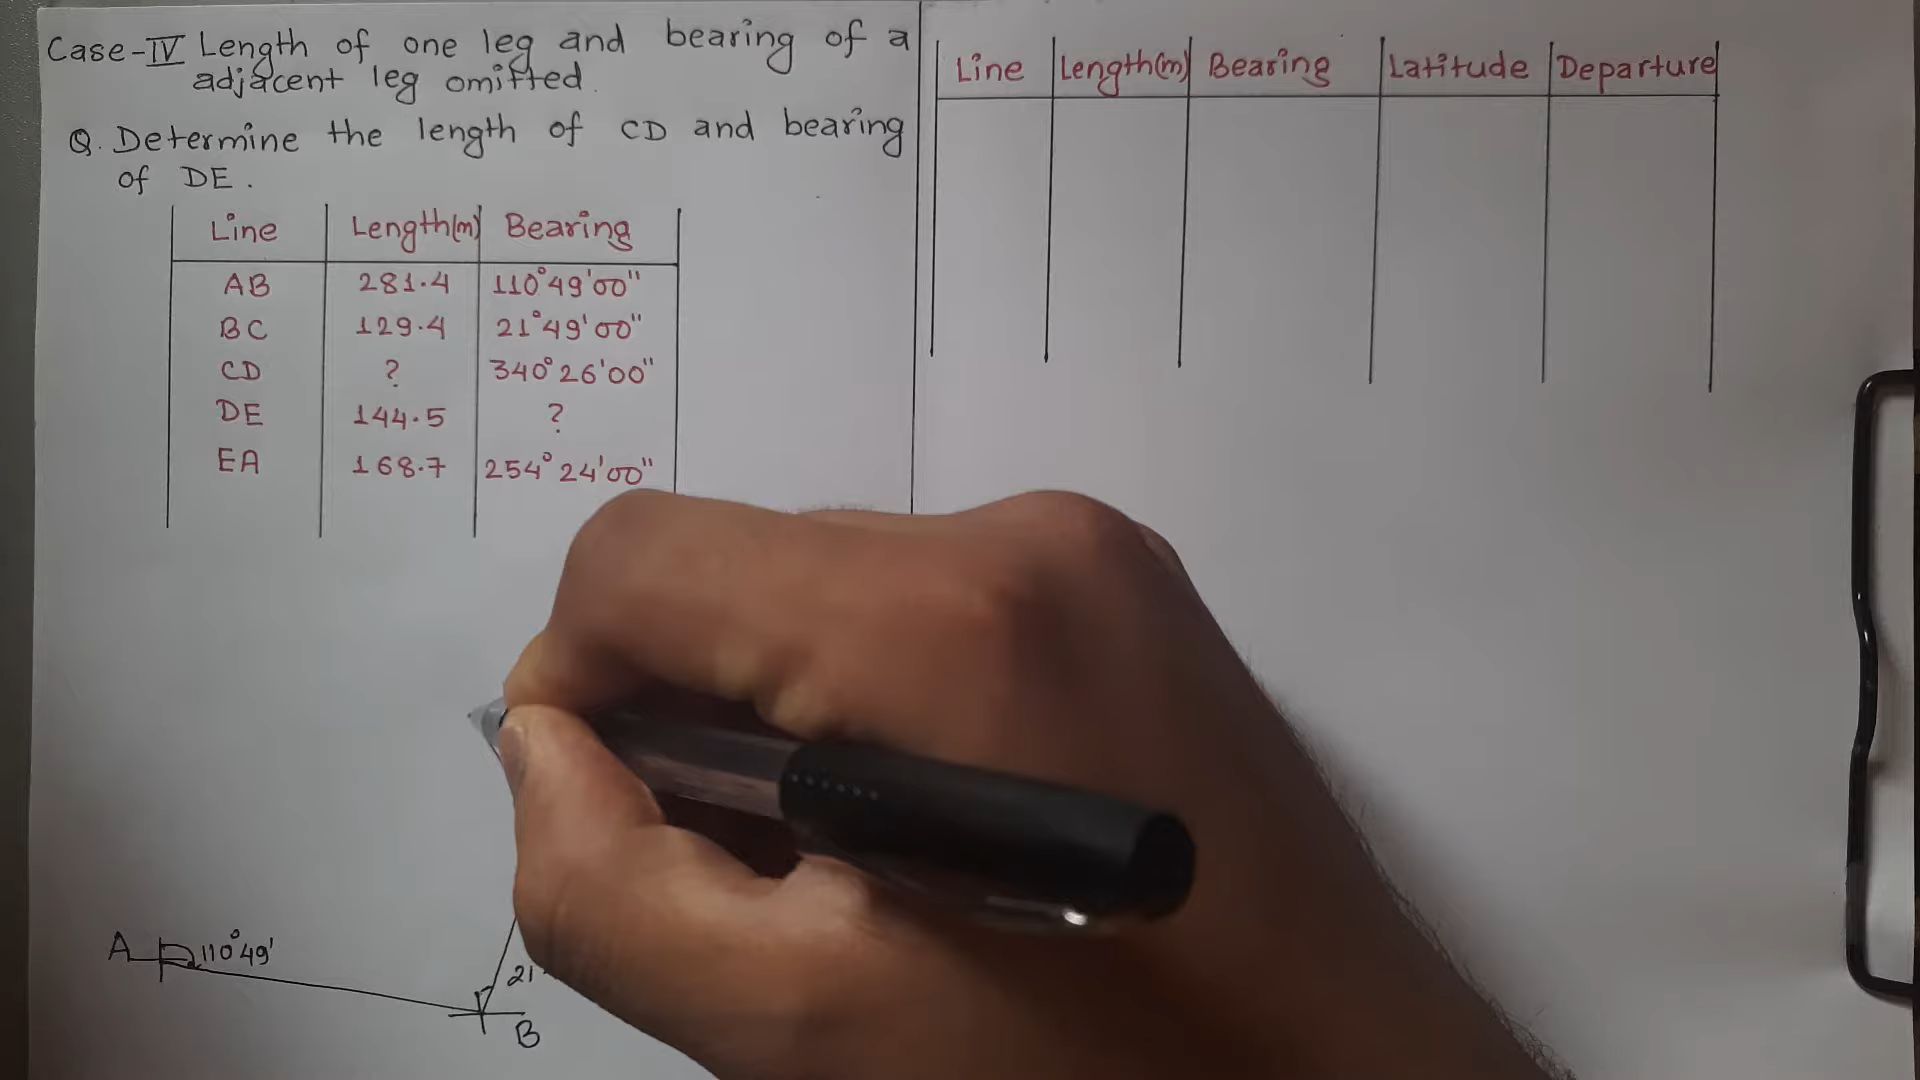 Case-IV Length of one leg and bearing of a
adjacent leg omitted.
Q. Determine the length of CD and bearing
of DE.
Line Length(m) Bearing
AB 281.4 110°49'00"
BC 129.4 21°49'00"
CD ? 340°26'00"
DE 144.5 ?
EA 168.7 254°24'00"
A 110°49'
21
B
Line Length(m) Bearing Latitude Departure